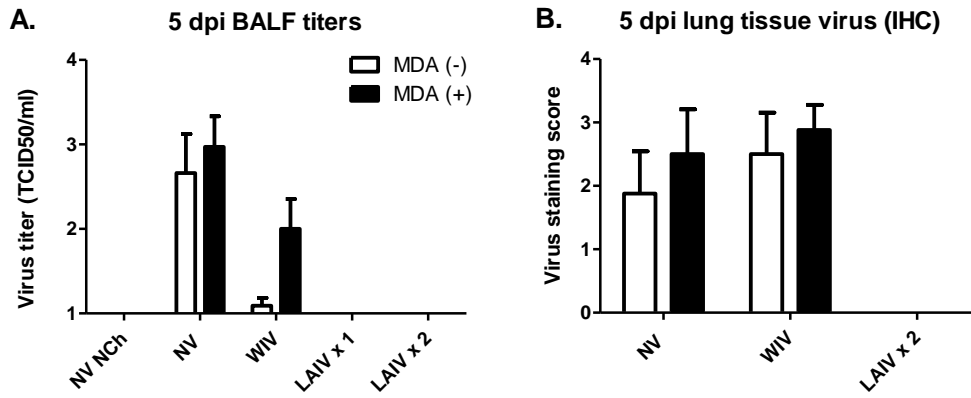 A.
5 dpi BALF titers
MDA (-)
MDA (+)
Virus titer (TCID50/ml)
4
3
2
1
NV NCh
NV
WIV
LAIV x 1
LAIV x 2
B.
5 dpi lung tissue virus (IHC)
Virus staining score
4
3
2
1
0
NV
WIV
LAIV x 2